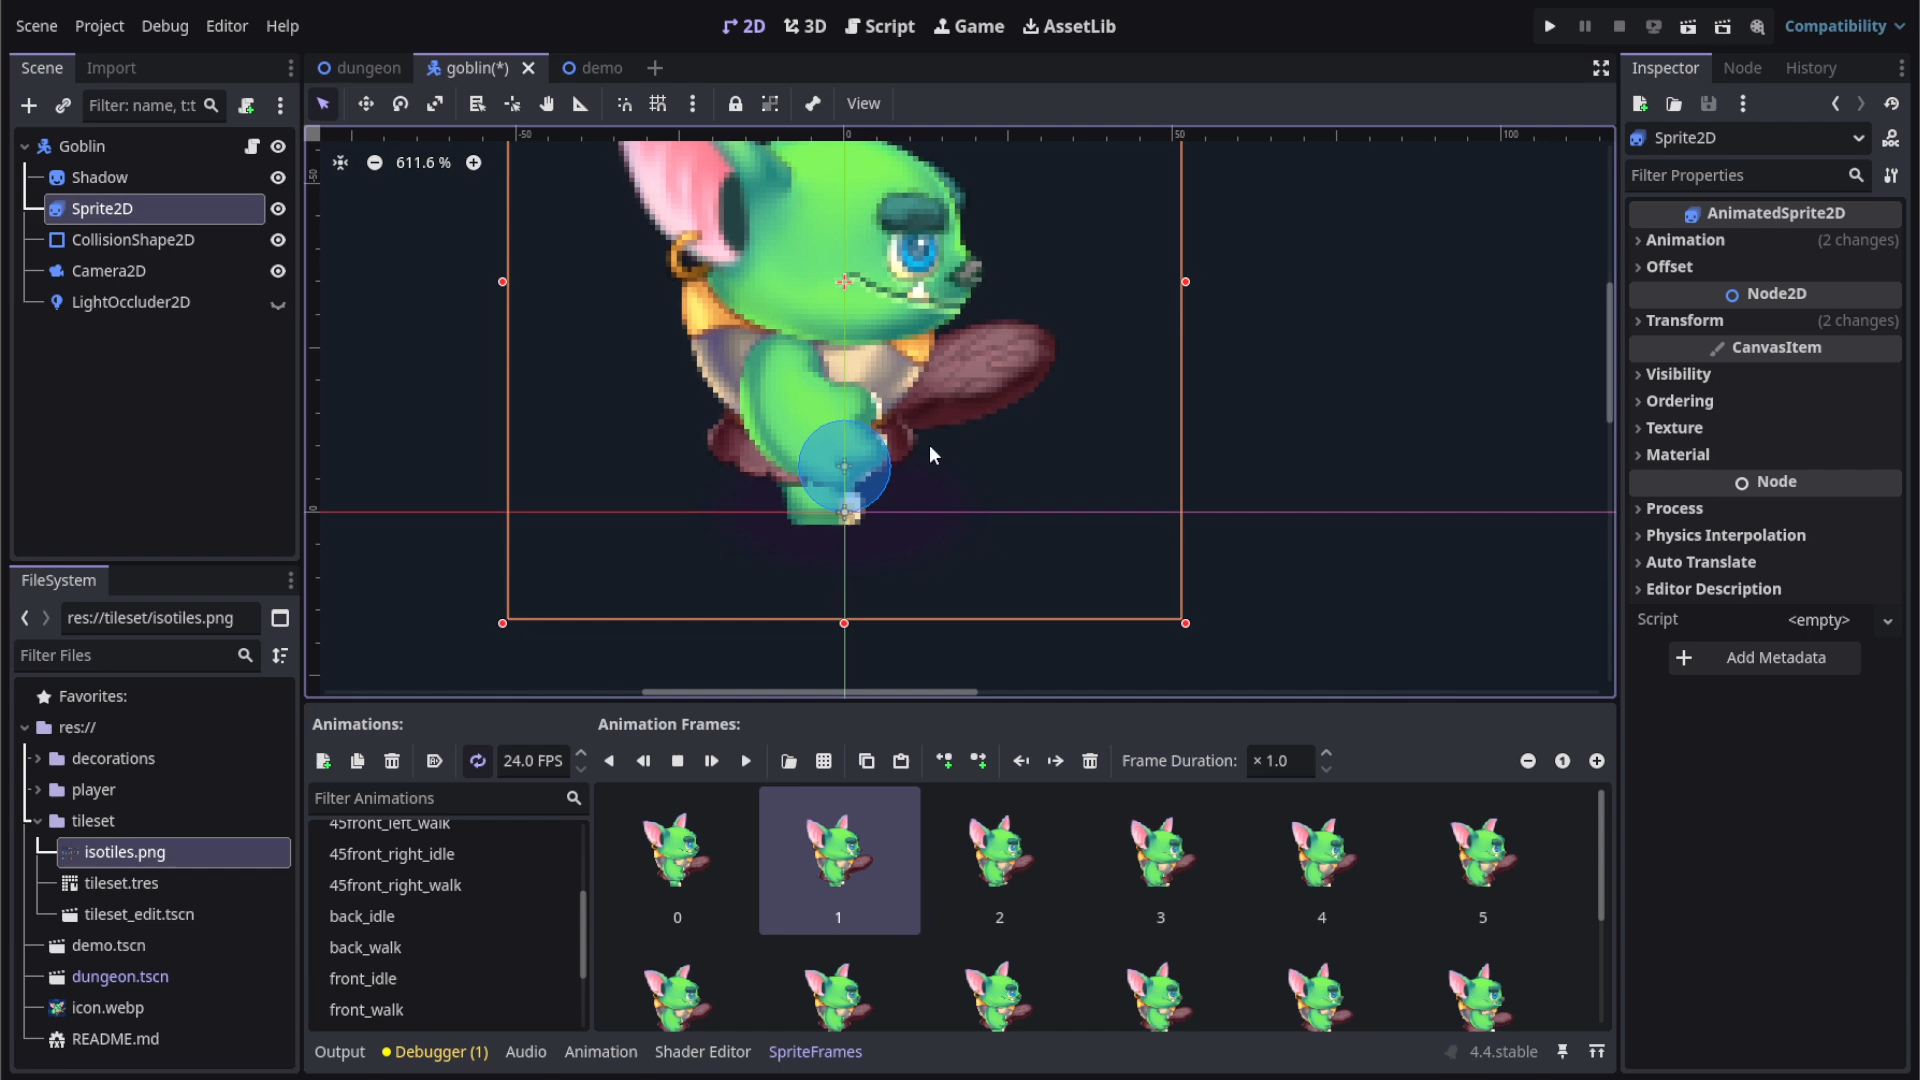 Scene Project Debug Editor Help
2D 3D Script Game AssetLib
Compatibility
Scene Import
Filter: name, t:t
Goblin
Shadow
Sprite2D
CollisionShape2D
Camera2D
LightOccluder2D
FileSystem
res://tileset/isotiles.png
Filter Files
Favorites:
res://
decorations
player
tileset
isotiles.png
tileset.tres
tileset_edit.tscn
demo.tscn
dungeon.tscn
icon.webp
README.md
dungeon goblin(*) demo
View
-50 0 50 100
-50
0
611.6 %
Animations:
24.0 FPS
Filter Animations
45front_left_walk
45front_right_idle
45front_right_walk
back_idle
back_walk
front_idle
front_walk
Animation Frames:
Frame Duration: × 1.0
1
0 1 2 3 4 5
Output Debugger (1) Audio Animation Shader Editor SpriteFrames
4.4.stable
Inspector Node History
Sprite2D
DOC
Filter Properties
AnimatedSprite2D
Animation (2 changes)
Offset
Node2D
Transform (2 changes)
CanvasItem
Visibility
Ordering
Texture
Material
Node
Process
Physics Interpolation
Auto Translate
Editor Description
Script <empty>
Add Metadata